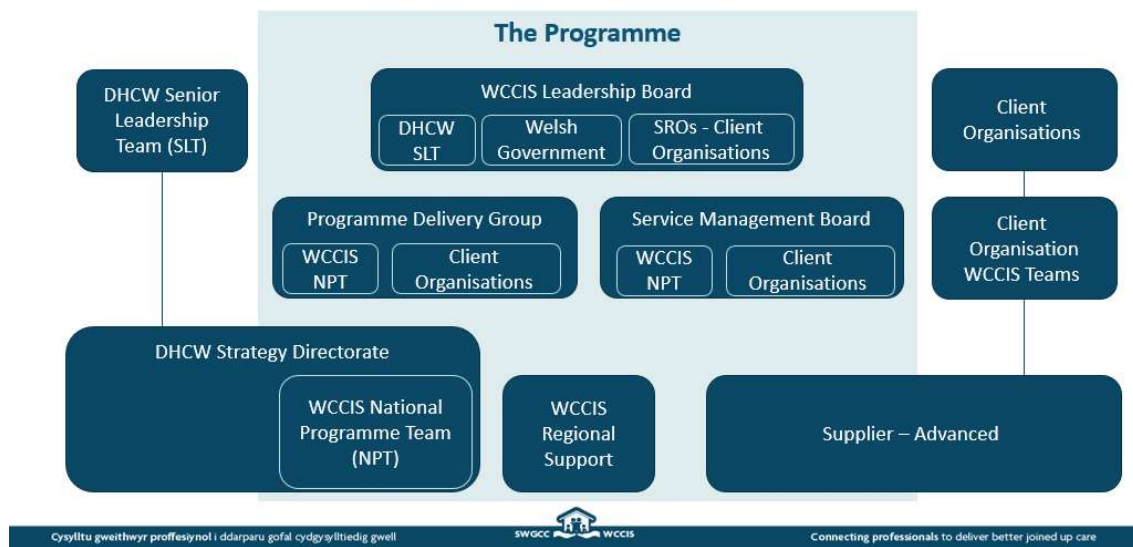 The Programme
DHCW Senior
Leadership
Team (SLT)
WCCIS Leadership Board
DHCW
SLT
Welsh
Government
SROs - Client
Organisations
Client
Organisations
Programme Delivery Group
WCCIS
NPT
Client
Organisations
Service Management Board
WCCIS
NPT
Client
Organisations
Client
Organisation
WCCIS Teams
DHCW Strategy Directorate
WCCIS National
Programme Team
(NPT)
WCCIS
Regional
Support
Supplier – Advanced
Cysylltu gweithwyr proffesiynol i ddarparu gofal cydgysylltiedig gwell
SWGCC WCCIS
Connecting professionals to deliver better joined up care